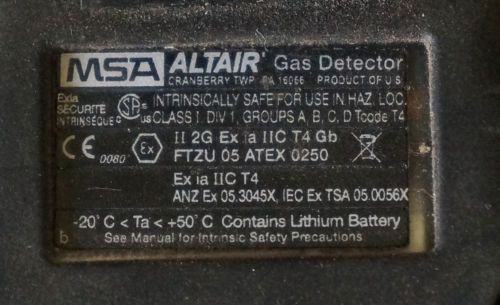 MSA ALTAIR Gas Detector
CRANBERRY TWP PA 16066 PRODUCT OF U S
Exia
SÉCURITÉ
INTRINSÈQUE
SA
INTRINSICALLY SAFE FOR USE IN HAZ. LOC.
CLASS I DIV 1, GROUPS A, B, C, D Tcode T4
CE 0080 Ex
II 2G Ex ia IIC T4 Gb
FTZU 05 ATEX 0250
Ex ia IIC T4
ANZ Ex 05.3045X, IEC Ex TSA 05.0056X
-20° C < Ta < +50° C Contains Lithium Battery
b See Manual for Intrinsic Safety Precautions